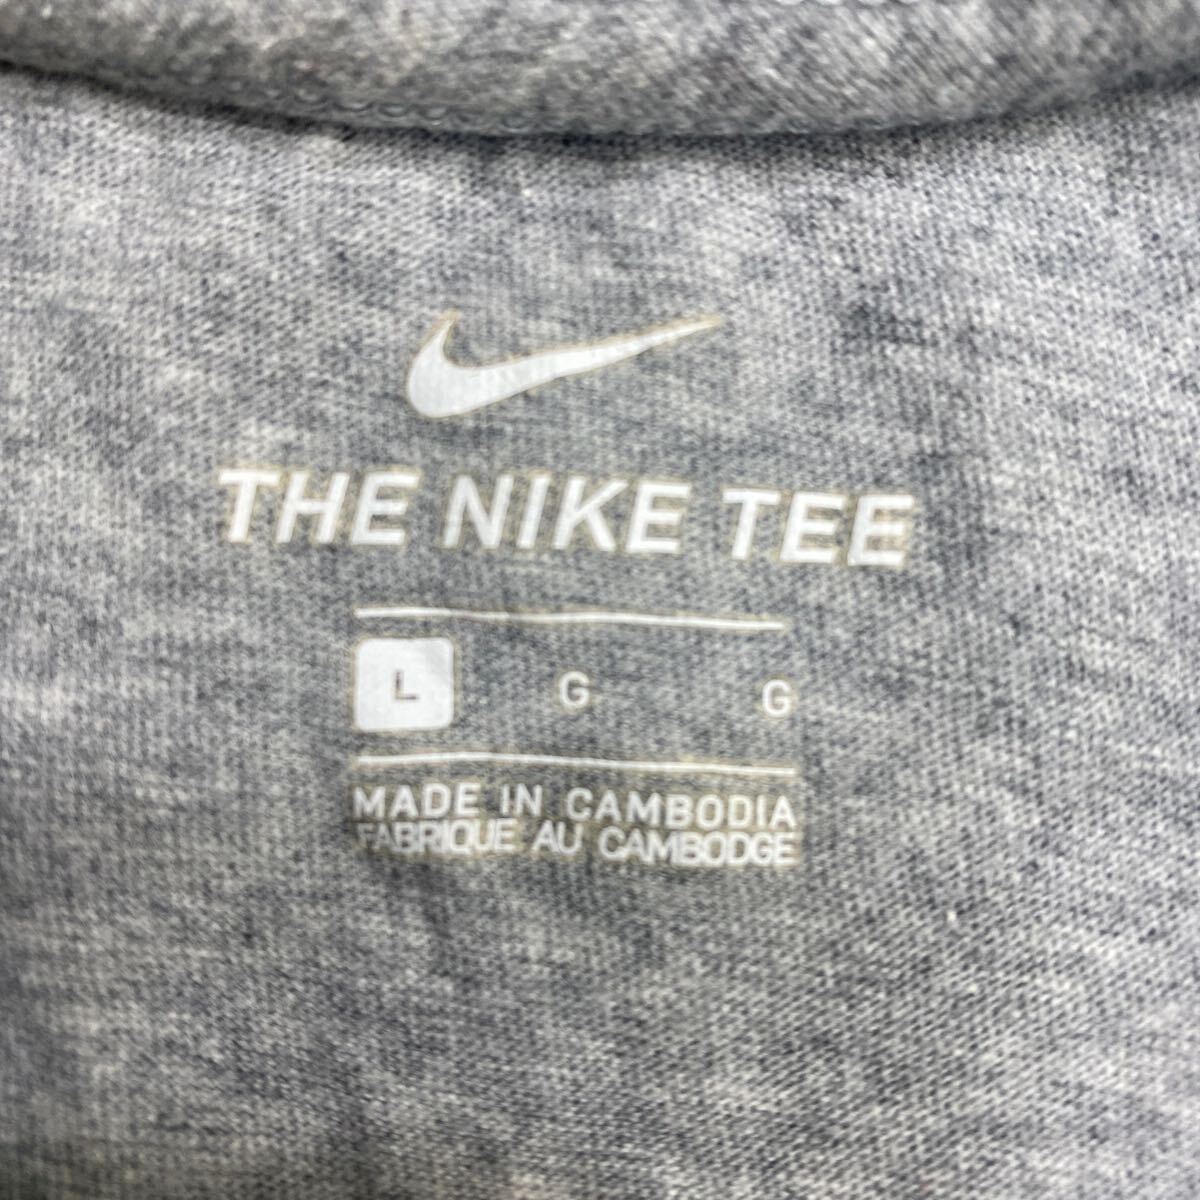 THE NIKE TEE
L G G
MADE IN CAMBODIA
FABRIQUE AU CAMBODGE